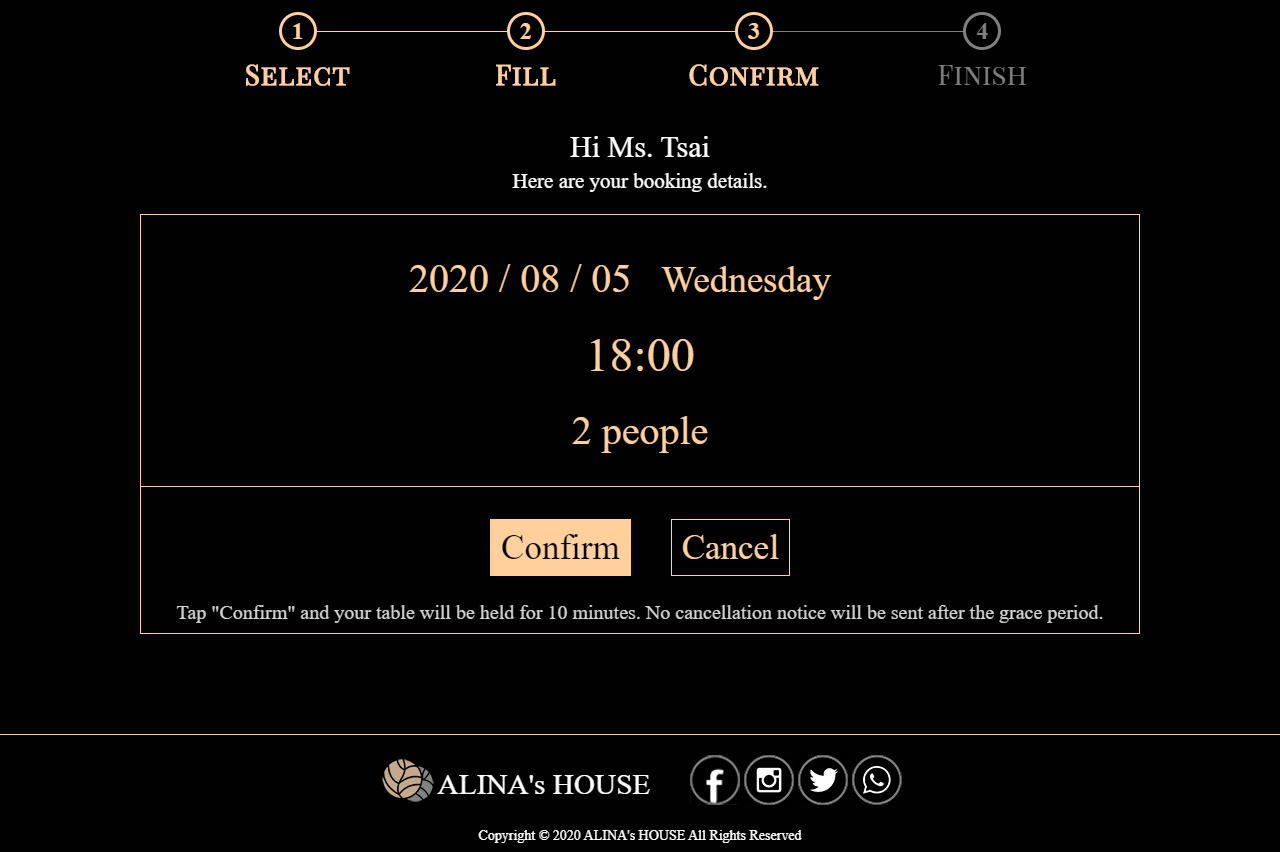 1 2 3 4
SELECT FILL CONFIRM FINISH
Hi Ms. Tsai
Here are your booking details.
2020 / 08 / 05 Wednesday
18:00
2 people
Confirm Cancel
Tap "Confirm" and your table will be held for 10 minutes. No cancellation notice will be sent after the grace period.
ALINA's HOUSE
Copyright © 2020 ALINA's HOUSE All Rights Reserved